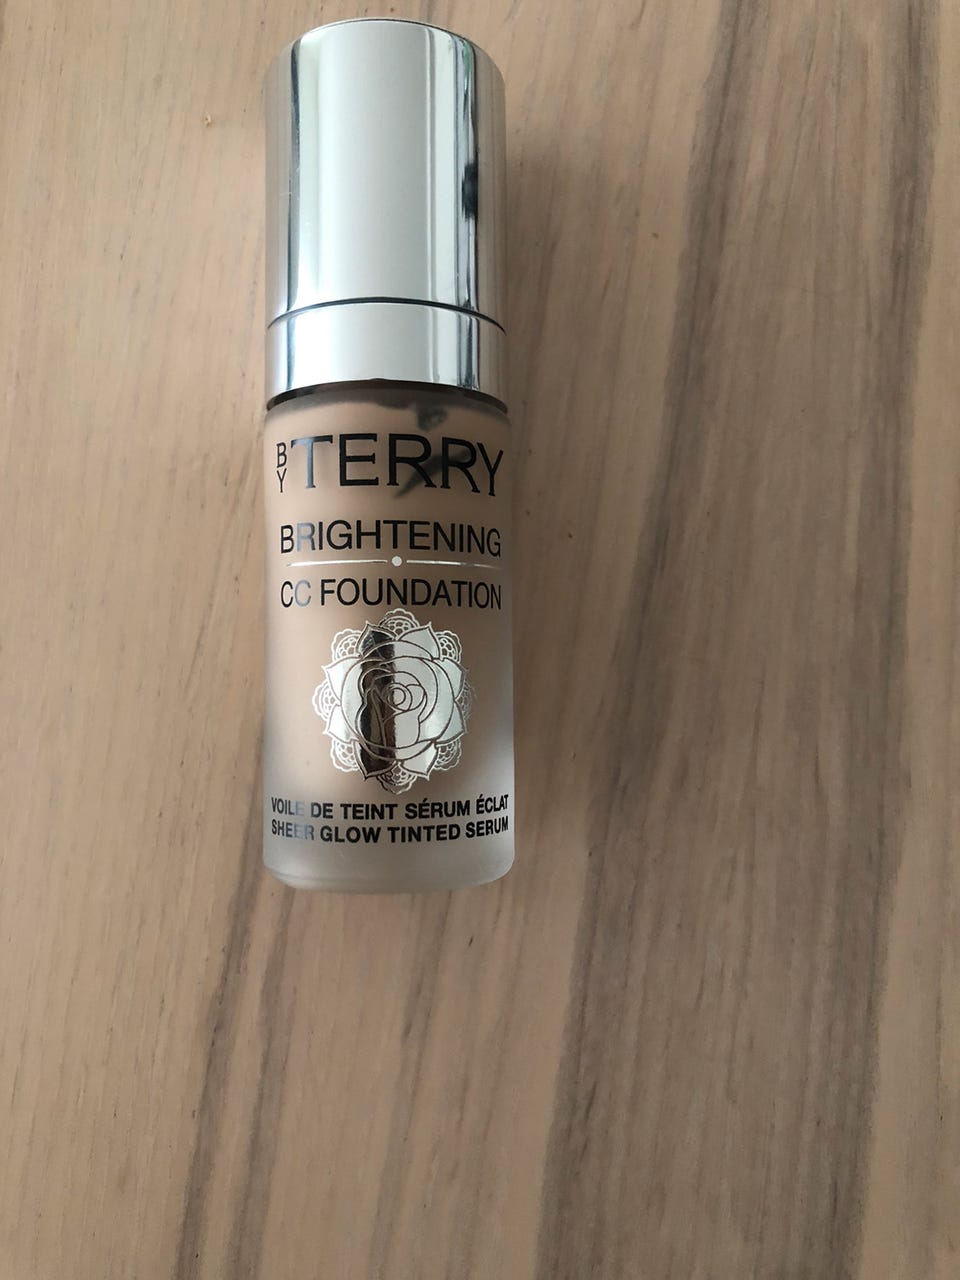 BY TERRY
BRIGHTENING
CC FOUNDATION
VOILE DE TEINT SÉRUM ÉCLAT
SHEER GLOW TINTED SERUM